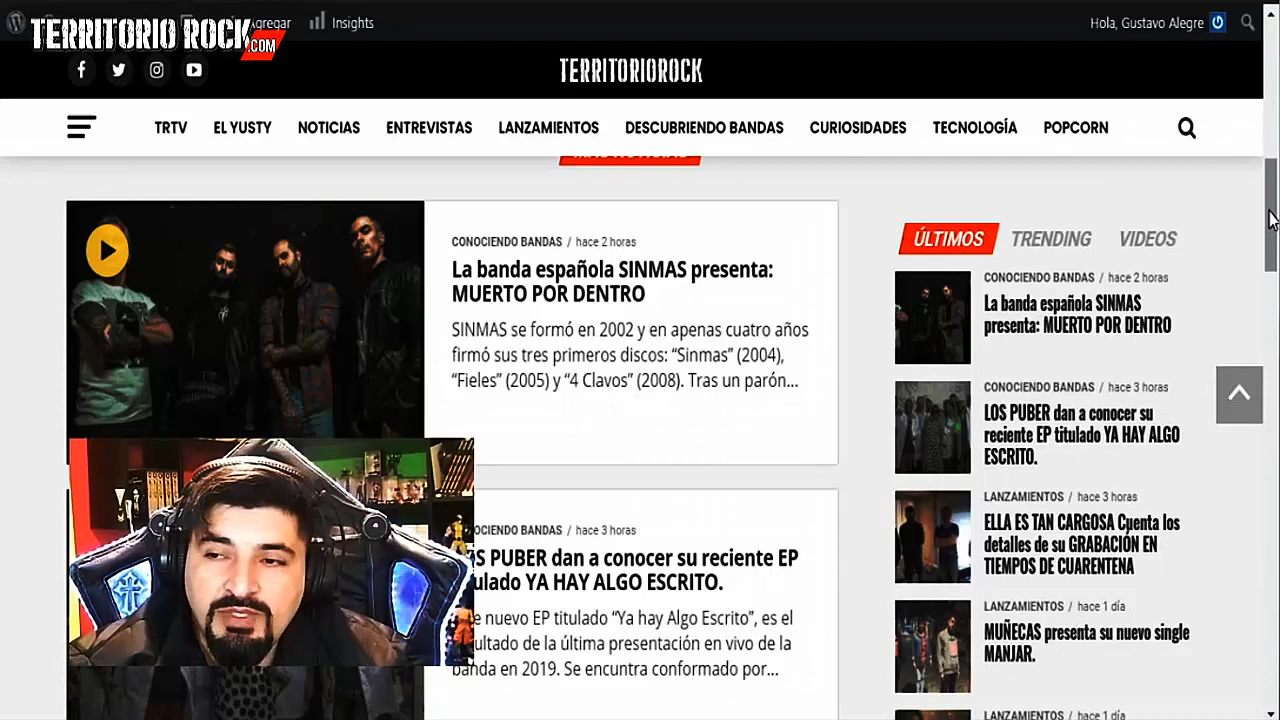 Agregar
Insights
Hola, Gustavo Alegre
TERRITORIO ROCK
.COM
TERRITORIOROCK
TRTV
EL YUSTY
NOTICIAS
ENTREVISTAS
LANZAMIENTOS
DESCUBRIENDO BANDAS
CURIOSIDADES
TECNOLOGÍA
POPCORN
CONOCIENDO BANDAS / hace 2 horas
La banda española SINMAS presenta:
MUERTO POR DENTRO
SINMAS se formó en 2002 y en apenas cuatro años
firmó sus tres primeros discos: “Sinmas” (2004),
“Fieles” (2005) y “4 Clavos” (2008). Tras un parón...
BANDAS / hace 3 horas
PUBER dan a conocer su reciente EP
YA HAY ALGO ESCRITO.
nuevo EP titulado “Ya hay Algo Escrito”, es el
de la última presentación en vivo de la
banda en 2019. Se encuentra conformado por...
ÚLTIMOS
TRENDING
VIDEOS
CONOCIENDO BANDAS / hace 2 horas
La banda española SINMAS
presenta: MUERTO POR DENTRO
CONOCIENDO BANDAS / hace 3 horas
LOS PUBER dan a conocer su
reciente EP titulado YA HAY ALGO
ESCRITO.
LANZAMIENTOS / hace 3 horas
ELLA ES TAN CARGOSA Cuenta los
detalles de su GRABACIÓN EN
TIEMPOS DE CUARENTENA
LANZAMIENTOS / hace 1 día
MUÑECAS presenta su nuevo single
MANJAR.
LANZAMIENTOS / hace 1 día